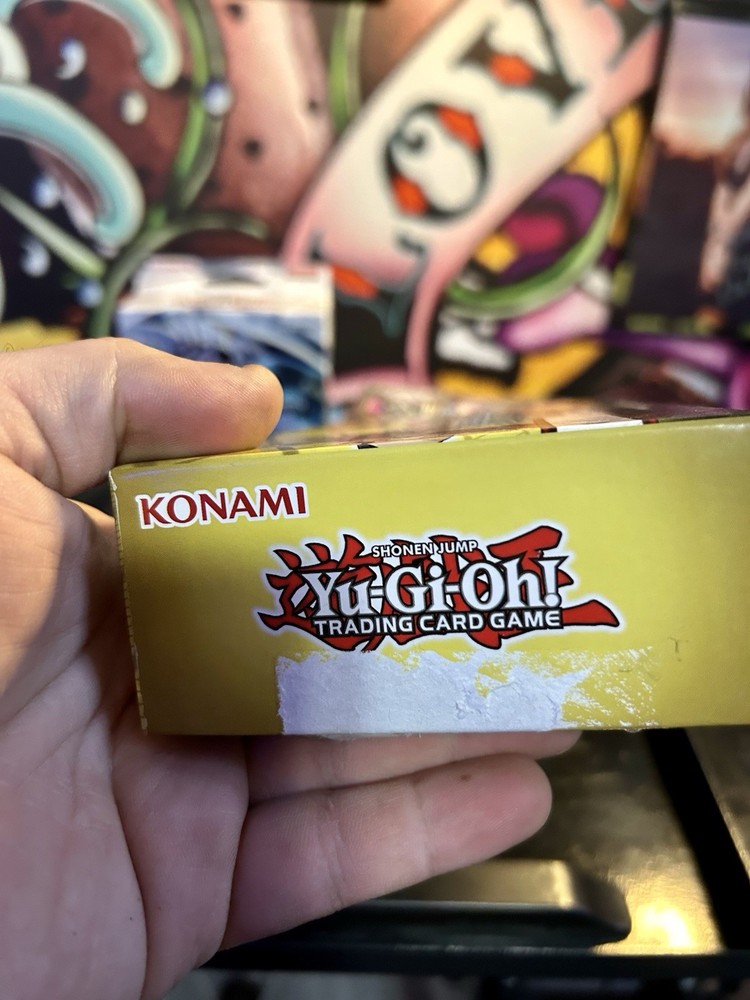 KONAMI
SHONEN JUMP
Yu-Gi-Oh!
TRADING CARD GAME